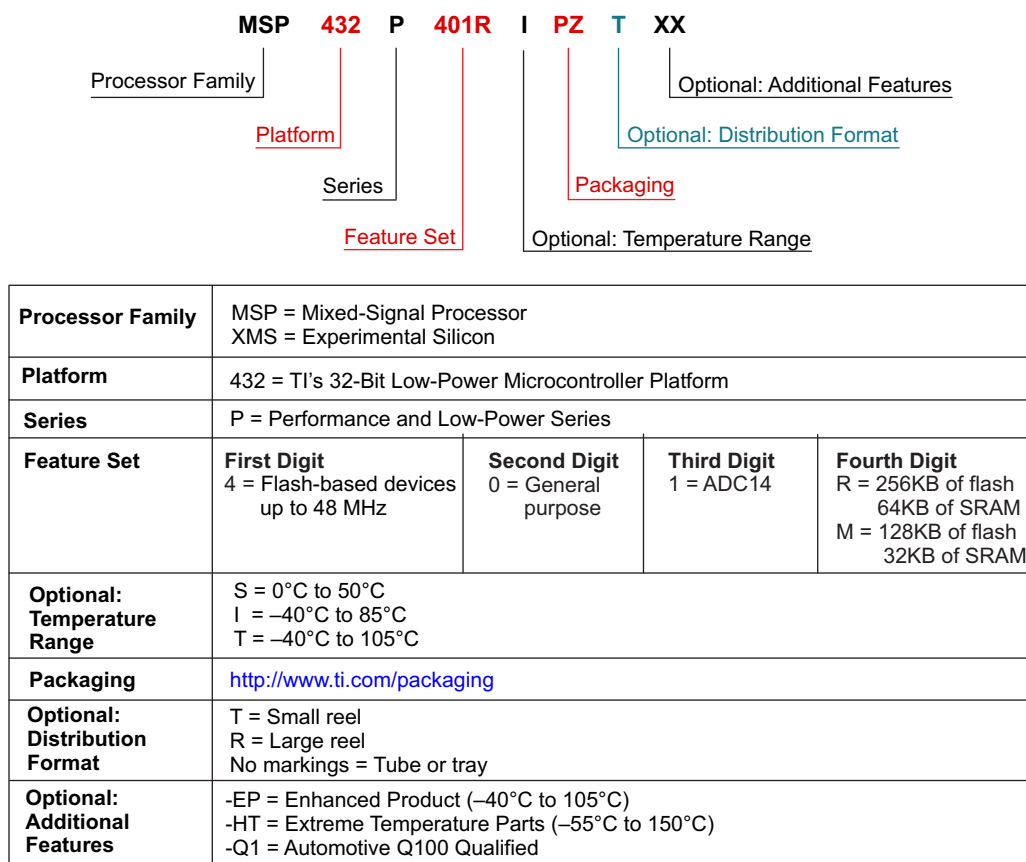 MSP 432 P 401R I PZ T XX
Processor Family
Optional: Additional Features
Platform
Optional: Distribution Format
Series
Packaging
Feature Set
Optional: Temperature Range
Processor Family
MSP = Mixed-Signal Processor
XMS = Experimental Silicon
Platform
432 = TI's 32-Bit Low-Power Microcontroller Platform
Series
P = Performance and Low-Power Series
Feature Set
First Digit
4 = Flash-based devices
up to 48 MHz
Second Digit
0 = General
purpose
Third Digit
1 = ADC14
Fourth Digit
R = 256KB of flash
64KB of SRAM
M = 128KB of flash
32KB of SRAM
Optional:
Temperature
Range
S = 0°C to 50°C
I = –40°C to 85°C
T = –40°C to 105°C
Packaging
http://www.ti.com/packaging
Optional:
Distribution
Format
T = Small reel
R = Large reel
No markings = Tube or tray
Optional:
Additional
Features
-EP = Enhanced Product (–40°C to 105°C)
-HT = Extreme Temperature Parts (–55°C to 150°C)
-Q1 = Automotive Q100 Qualified